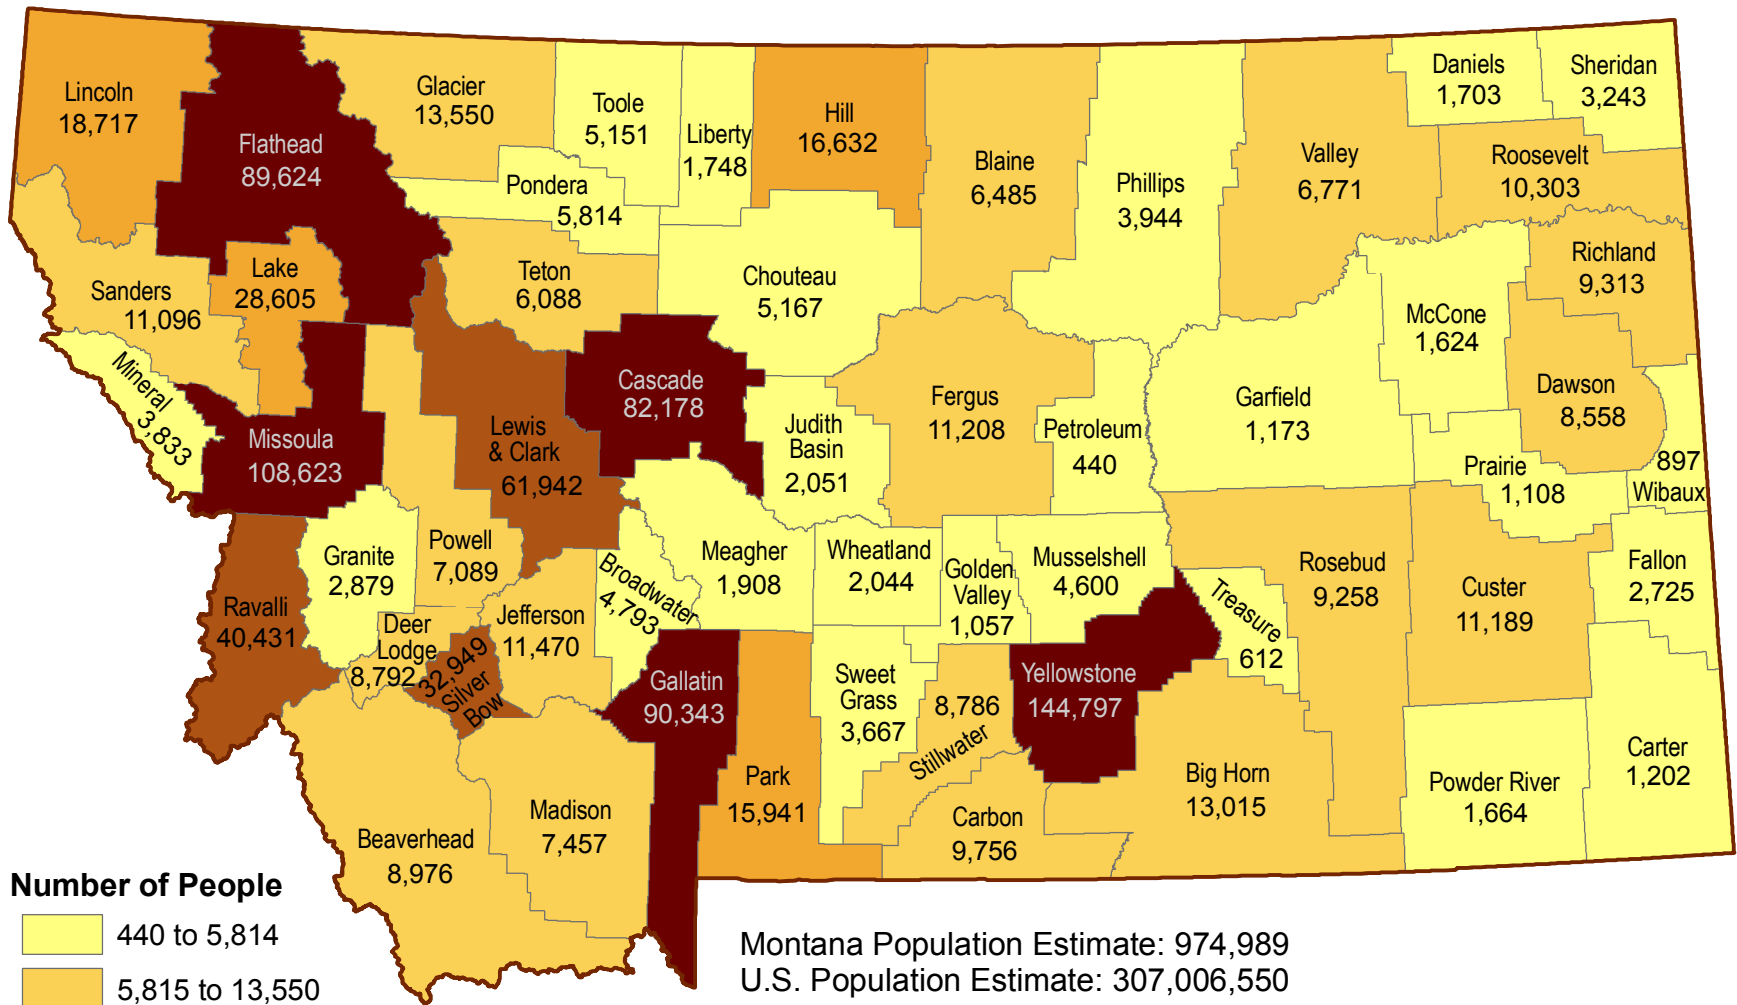 Lincoln
18,717
Flathead
89,624
Glacier
13,550
Toole
5,151
Liberty
1,748
Hill
16,632
Blaine
6,485
Phillips
3,944
Valley
6,771
Daniels
1,703
Sheridan
3,243
Roosevelt
10,303
Pondera
5,814
Teton
6,088
Chouteau
5,167
Richland
9,313
McCone
1,624
Sanders
11,096
Lake
28,605
Mineral
3,833
Missoula
108,623
Cascade
82,178
Lewis
& Clark
61,942
Judith
Basin
2,051
Fergus
11,208
Petroleum
440
Garfield
1,173
Dawson
8,558
Prairie
1,108
897
Wibaux
Granite
2,879
Powell
7,089
Ravalli
40,431
Deer
Lodge
8,792
32,949
Silver
Bow
Jefferson
11,470
Broadwater
4,793
Meagher
1,908
Wheatland
2,044
Golden
Valley
1,057
Musselshell
4,600
Treasure
612
Rosebud
9,258
Custer
11,189
Fallon
2,725
Gallatin
90,343
Park
15,941
Sweet
Grass
3,667
8,786
Stillwater
Yellowstone
144,797
Big Horn
13,015
Carbon
9,756
Powder River
1,664
Carter
1,202
Beaverhead
8,976
Madison
7,457
Number of People
440 to 5,814
5,815 to 13,550
Montana Population Estimate: 974,989
U.S. Population Estimate: 307,006,550